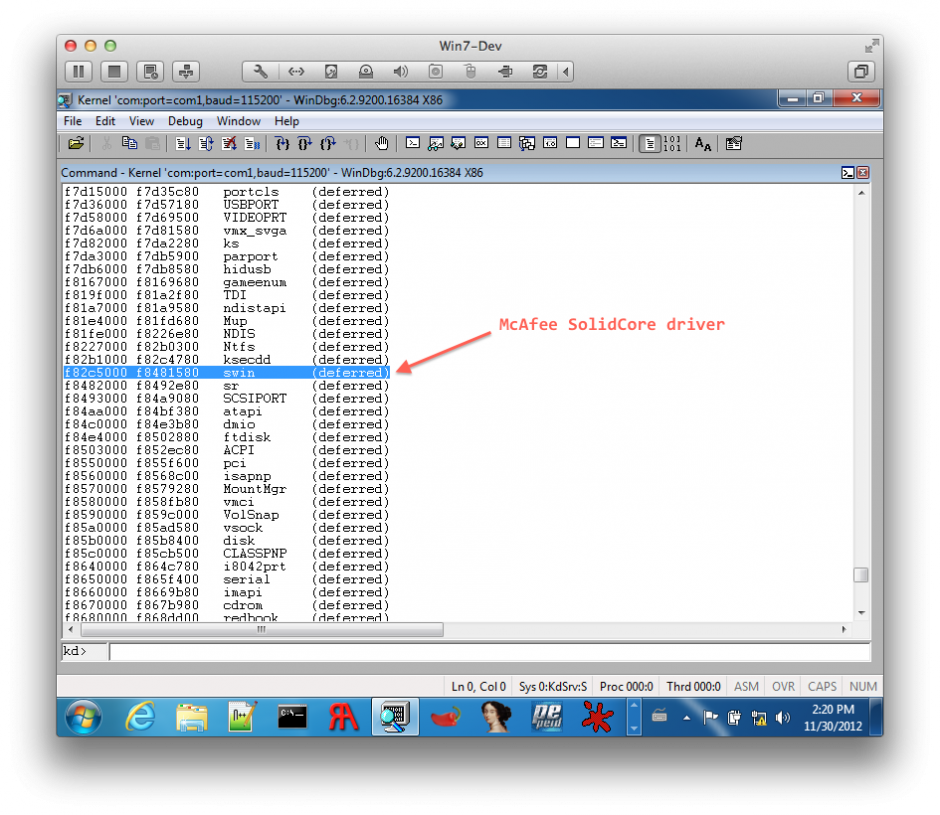 Win7-Dev
Kernel 'com:port=com1,baud=115200' - WinDbg:6.2.9200.16384 X86
File Edit View Debug Window Help
Command - Kernel 'com:port=com1,baud=115200' - WinDbg:6.2.9200.16384 X86
f7d15000 f7d35c80 portcls (deferred)
f7d36000 f7d57180 USBPORT (deferred)
f7d58000 f7d69500 VIDEOPRT (deferred)
f7d6a000 f7d81580 vmx_svga (deferred)
f7d82000 f7da2280 ks (deferred)
f7da3000 f7db5900 parport (deferred)
f7db6000 f7db8580 hidusb (deferred)
f8167000 f8169680 gameenum (deferred)
f819f000 f81a2f80 TDI (deferred)
f81a7000 f81a9580 ndistapi (deferred)
f81e4000 f81fd680 Mup (deferred)
f81fe000 f8226e80 NDIS (deferred)
f8227000 f82b0300 Ntfs (deferred)
f82b1000 f82c4780 ksecdd (deferred)
f82c5000 f8481580 swin (deferred)
McAfee SolidCore driver
f8482000 f8492e80 sr (deferred)
f8493000 f84a9080 SCSIPORT (deferred)
f84aa000 f84bf380 atapi (deferred)
f84c0000 f84e3b80 dmio (deferred)
f84e4000 f8502880 ftdisk (deferred)
f8503000 f852ec80 ACPI (deferred)
f8550000 f855f600 pci (deferred)
f8560000 f8568c00 isapnp (deferred)
f8570000 f8579280 MountMgr (deferred)
f8580000 f858fb80 vmci (deferred)
f8590000 f859c000 VolSnap (deferred)
f85a0000 f85ad580 vsock (deferred)
f85b0000 f85b8400 disk (deferred)
f85c0000 f85cb500 CLASSPNP (deferred)
f8640000 f864c780 i8042prt (deferred)
f8650000 f865f400 serial (deferred)
f8660000 f8669b80 imapi (deferred)
f8670000 f867b980 cdrom (deferred)
f8680000 f868dd00 redbook (deferred)
kd>
Ln 0, Col 0 Sys 0:KdSrv:S Proc 000:0 Thrd 000:0 ASM OVR CAPS NUM
2:20 PM
11/30/2012